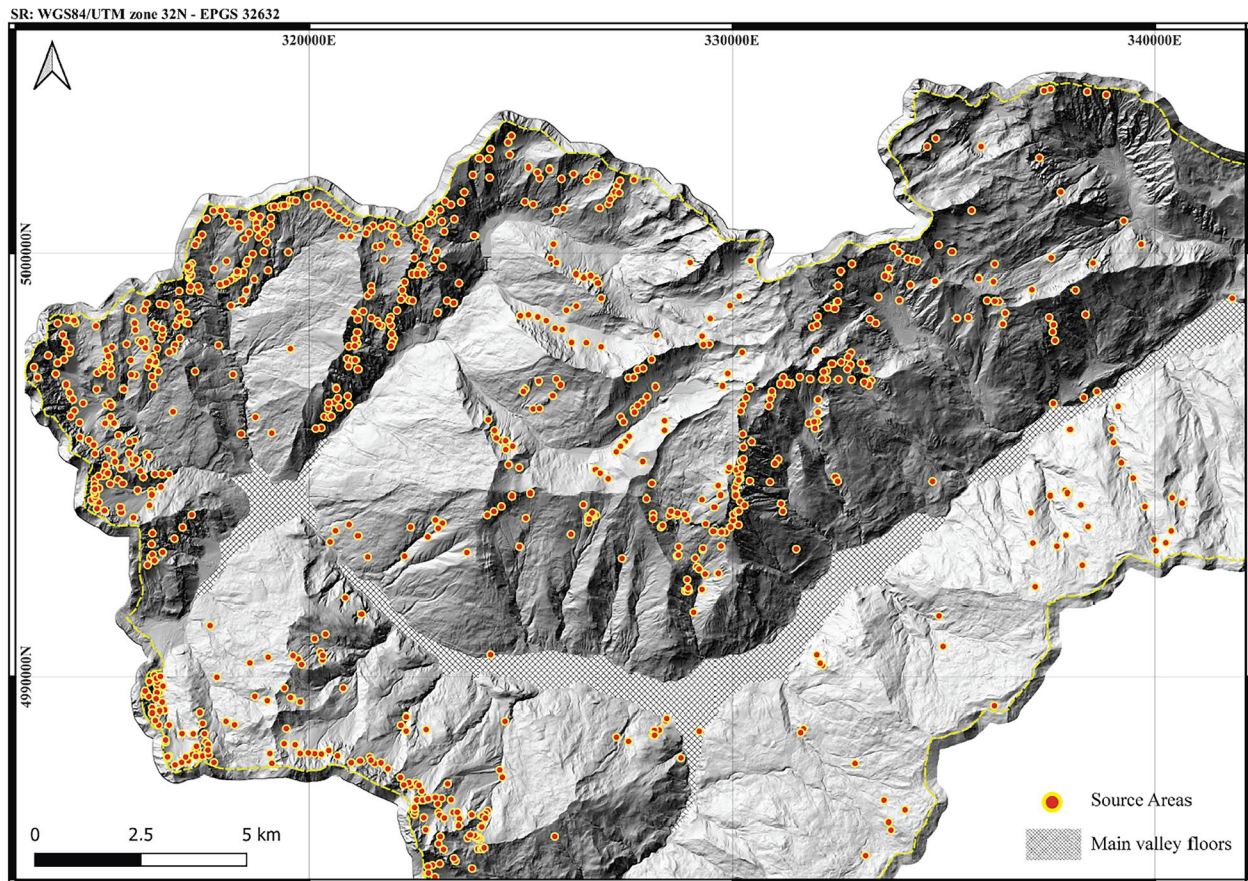 SR: WGS84/UTM zone 32N - EPGS 32632
320000E
330000E
340000E
5000000N
4990000N
Source Areas
Main valley floors
0 2.5 5 km